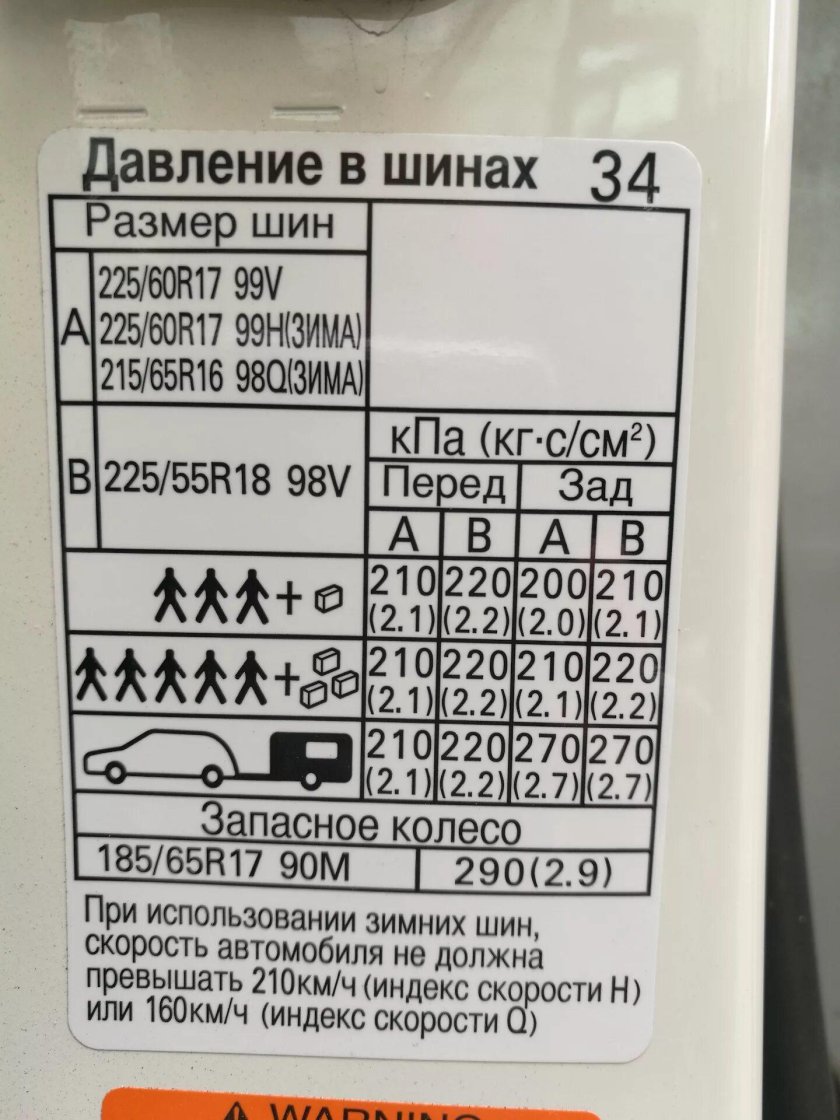 Давление в шинах 34
Размер шин
A
225/60R17 99V
225/60R17 99H(ЗИМА)
215/65R16 98Q(ЗИМА)
B 225/55R18 98V
кПа (кг·с/см²)
Перед Зад
A B A B
+ 210 220 200 210
(2.1) (2.2) (2.0) (2.1)
+ 210 220 210 220
(2.1) (2.2) (2.1) (2.2)
210 220 270 270
(2.1) (2.2) (2.7) (2.7)
Запасное колесо
185/65R17 90M 290(2.9)
При использовании зимних шин,
скорость автомобиля не должна
превышать 210км/ч (индекс скорости H)
или 160км/ч (индекс скорости Q)
WARNING